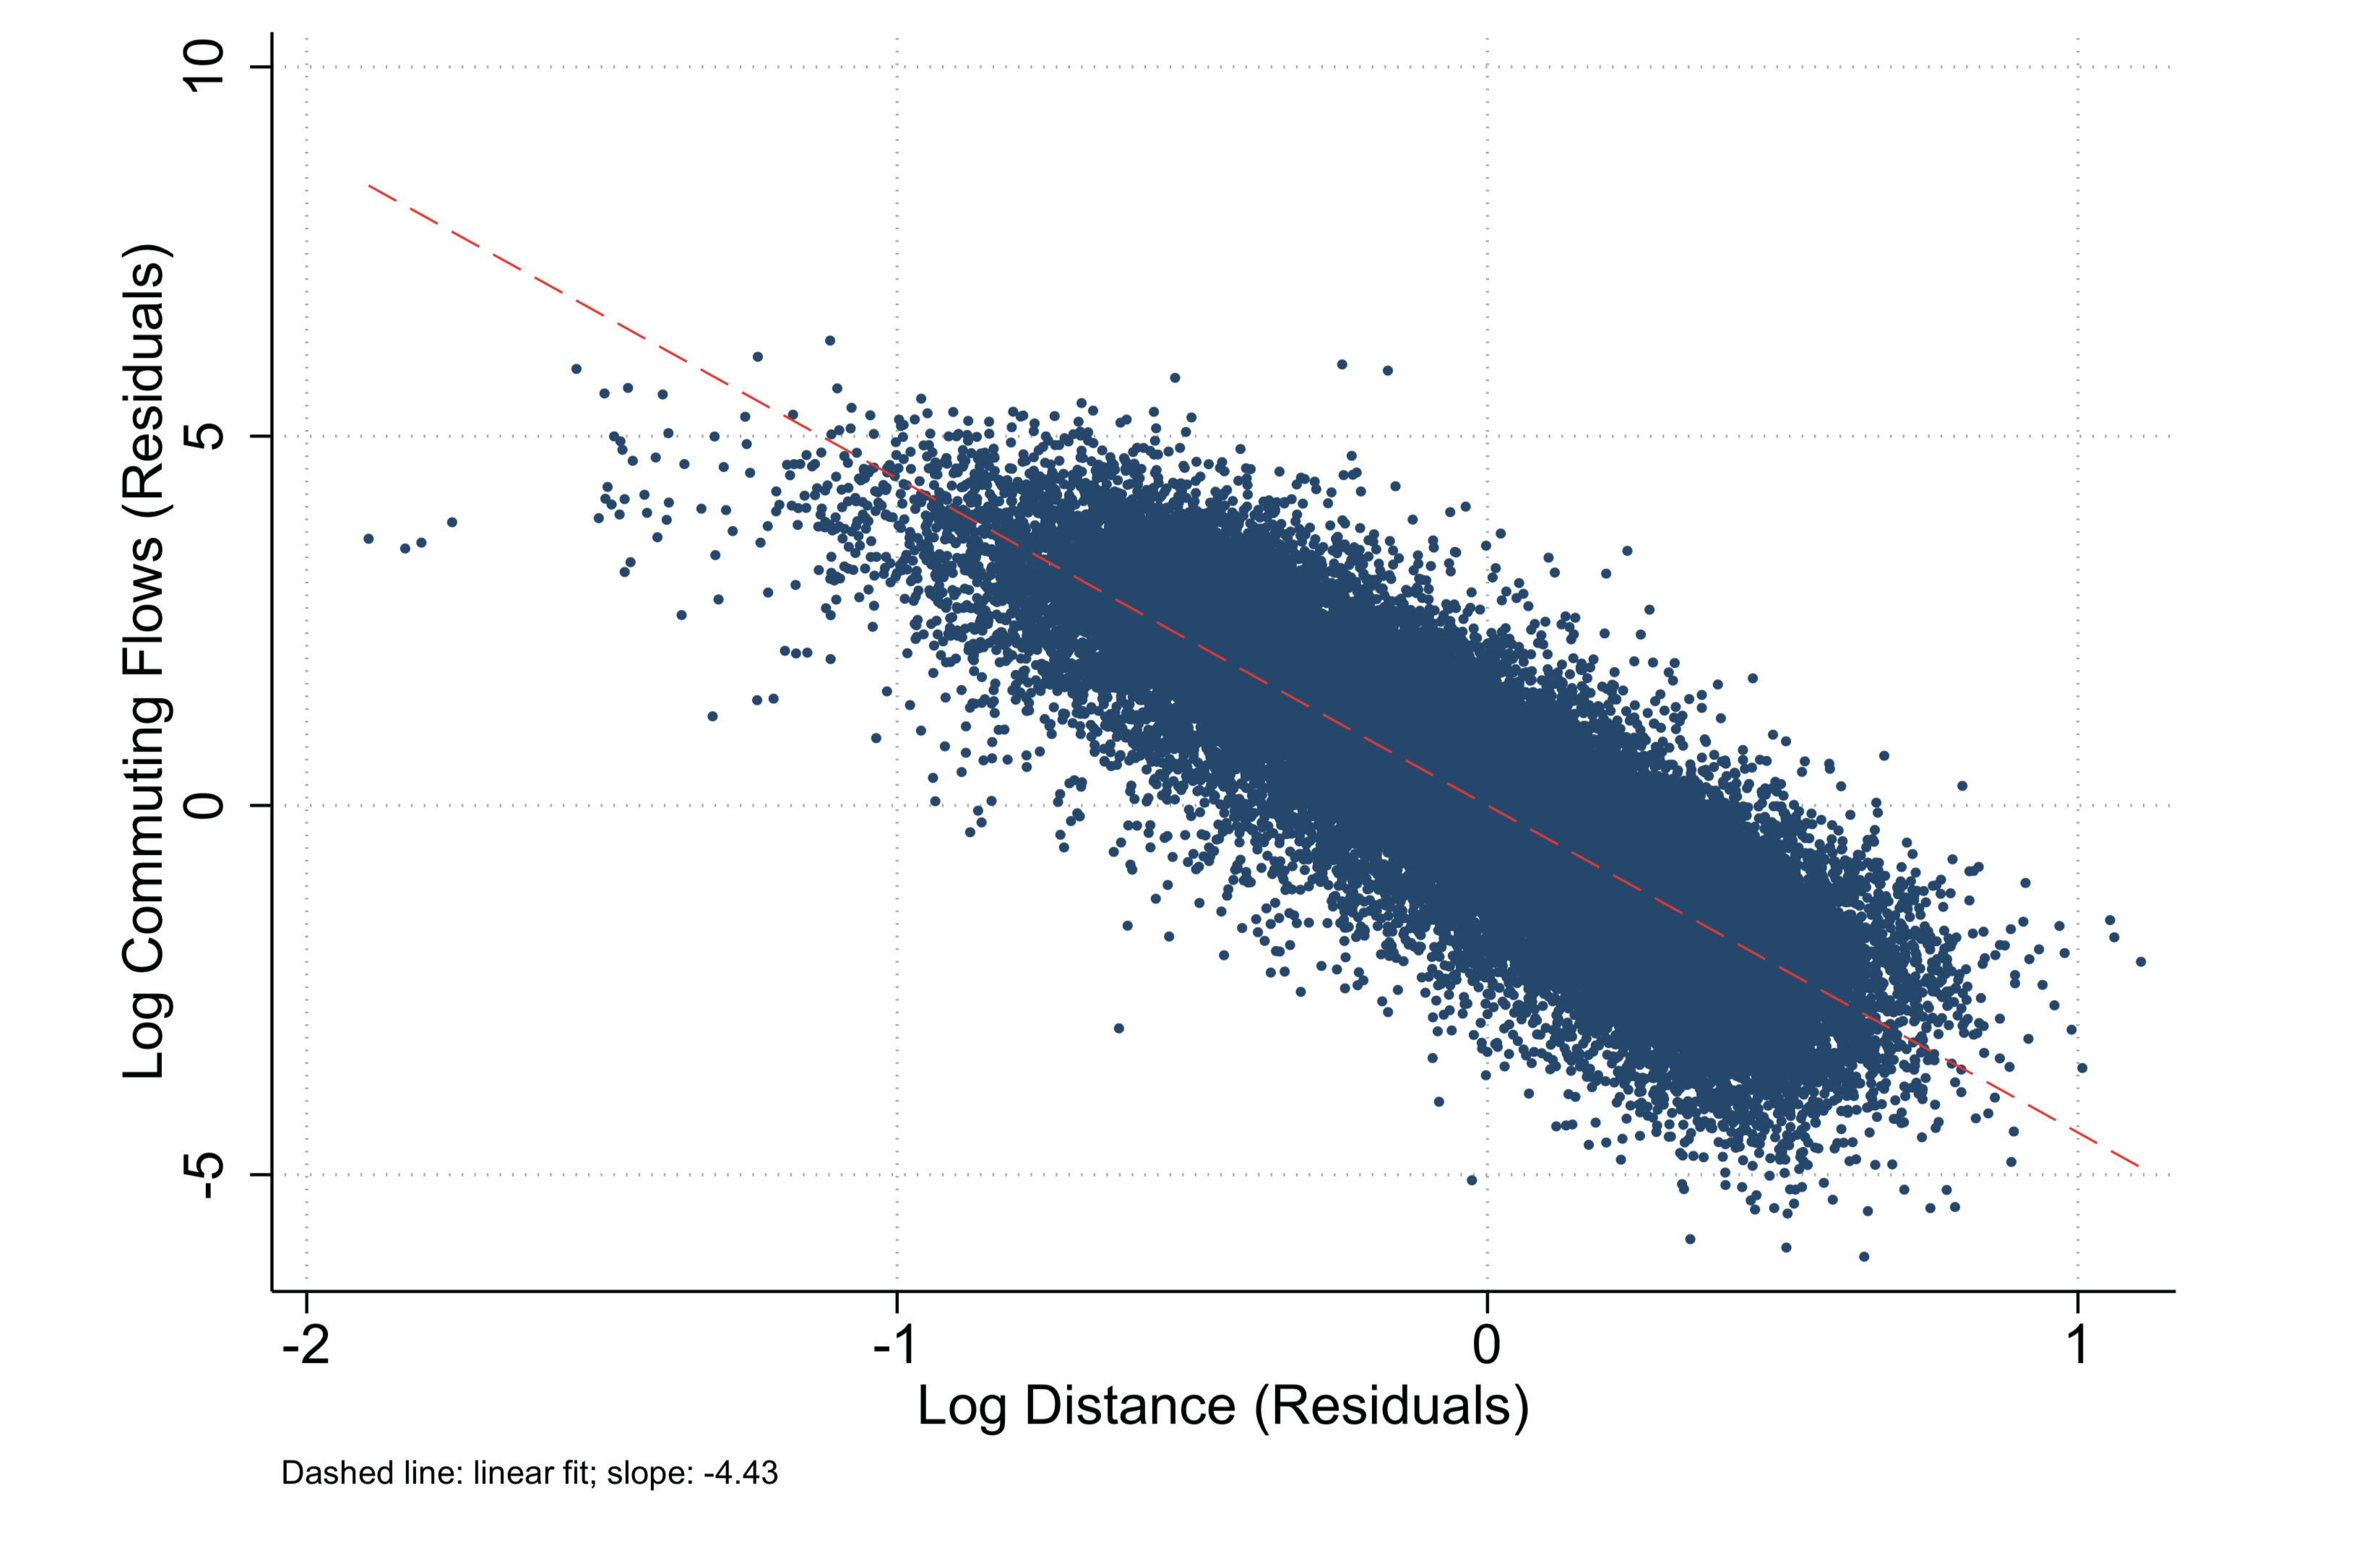 10
5
0
-5
Log Commuting Flows (Residuals)
-2 -1 0 1
Log Distance (Residuals)
Dashed line: linear fit; slope: -4.43